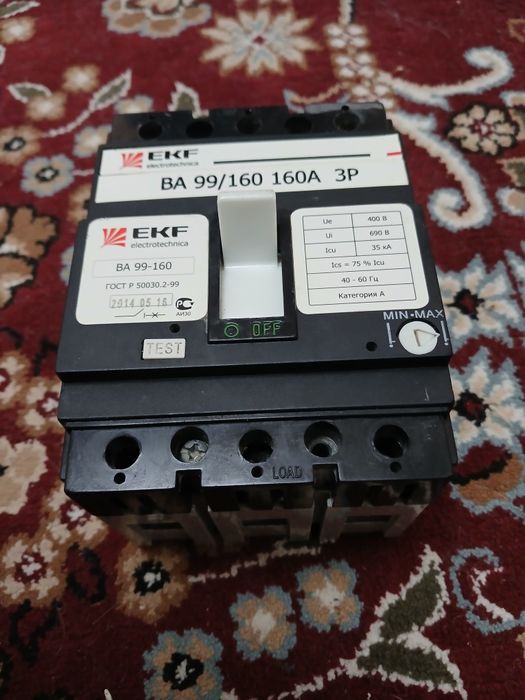 EKF
electrotechnica
ВА 99/160 160А 3Р
EKF
electrotechnica
ВА 99-160
ГОСТ Р 50030.2-99
2014.05.16
АИ30
Ue 400 В
Ui 690 В
Icu 35 кА
Ics = 75 % Icu
40 - 60 Гц
Категория А
MIN-MAX
OFF
TEST
LOAD